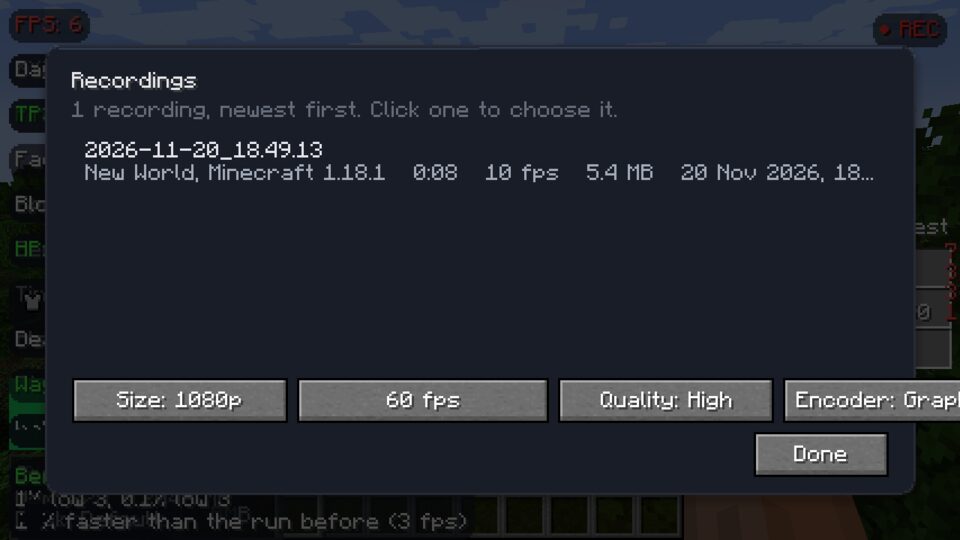 FPS: 6
REC
Recordings
1 recording, newest first. Click one to choose it.
2026-11-20_18.49.13
New World, Minecraft 1.18.1 0:08 10 fps 5.4 MB 20 Nov 2026, 18...
Size: 1080p
60 fps
Quality: High
Encoder: Grap
Done
faster than the run before (3 fps)